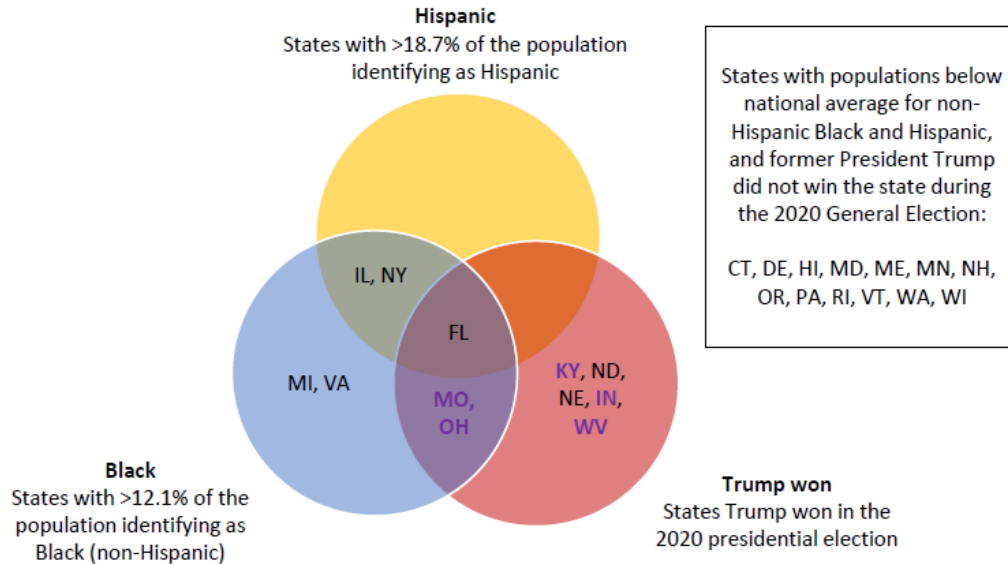 Hispanic
States with >18.7% of the population
identifying as Hispanic
States with populations below
national average for non-
Hispanic Black and Hispanic,
and former President Trump
did not win the state during
the 2020 General Election:
CT, DE, HI, MD, ME, MN, NH,
OR, PA, RI, VT, WA, WI
IL, NY
FL
MI, VA
MO,
OH
KY, ND,
NE, IN,
WV
Black
States with >12.1% of the
population identifying as
Black (non-Hispanic)
Trump won
States Trump won in the
2020 presidential election